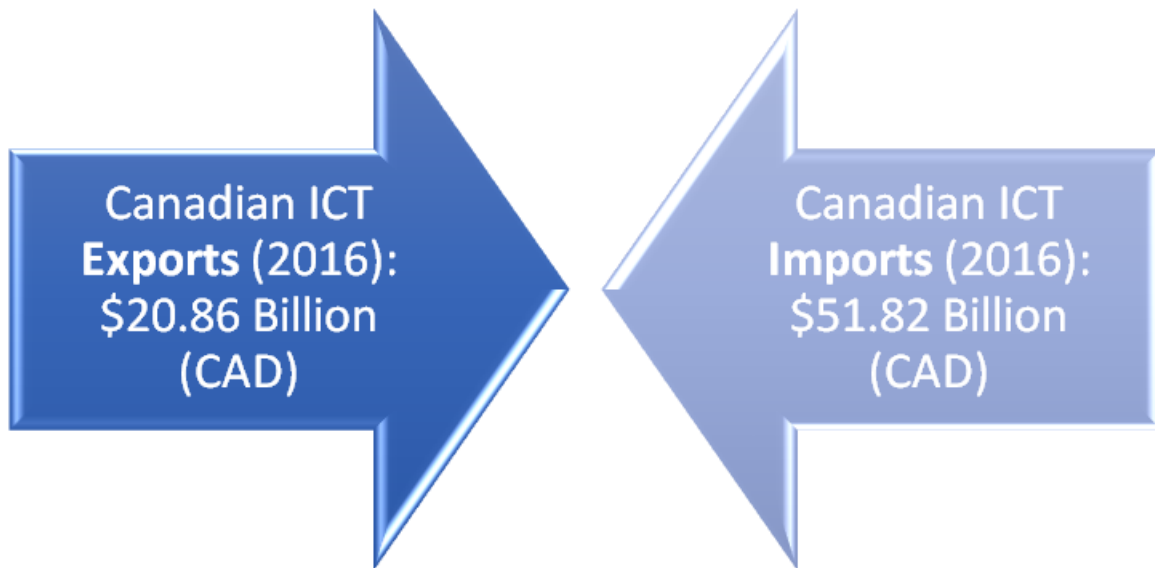 Canadian ICT
Exports (2016):
$20.86 Billion
(CAD)
Canadian ICT
Imports (2016):
$51.82 Billion
(CAD)